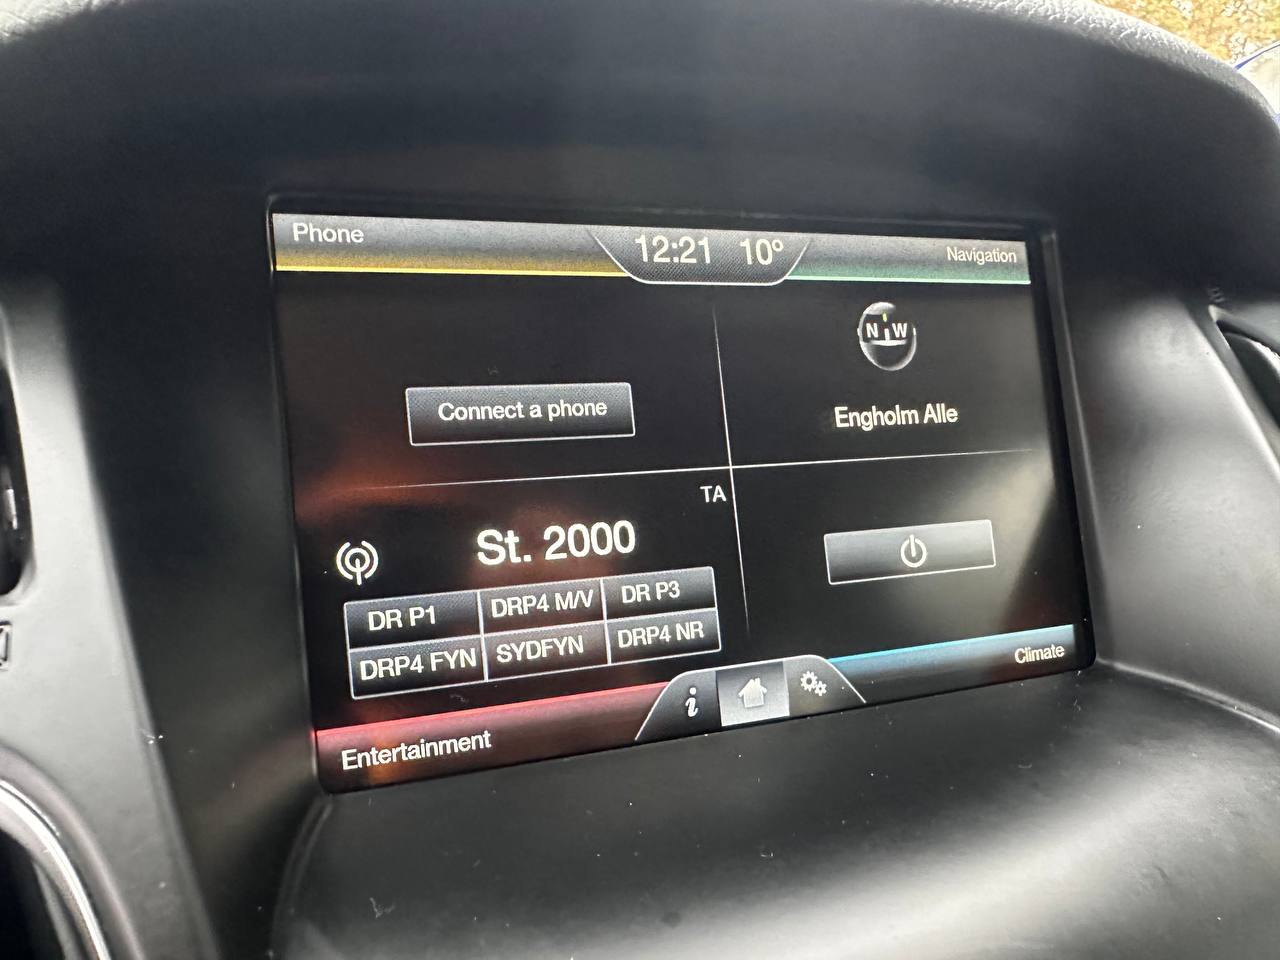 Phone
12:21 10°
Navigation
N W
Connect a phone
Engholm Alle
TA
St. 2000
DR P1 DRP4 M/V DR P3
DRP4 FYN SYDFYN DRP4 NR
i
Climate
Entertainment